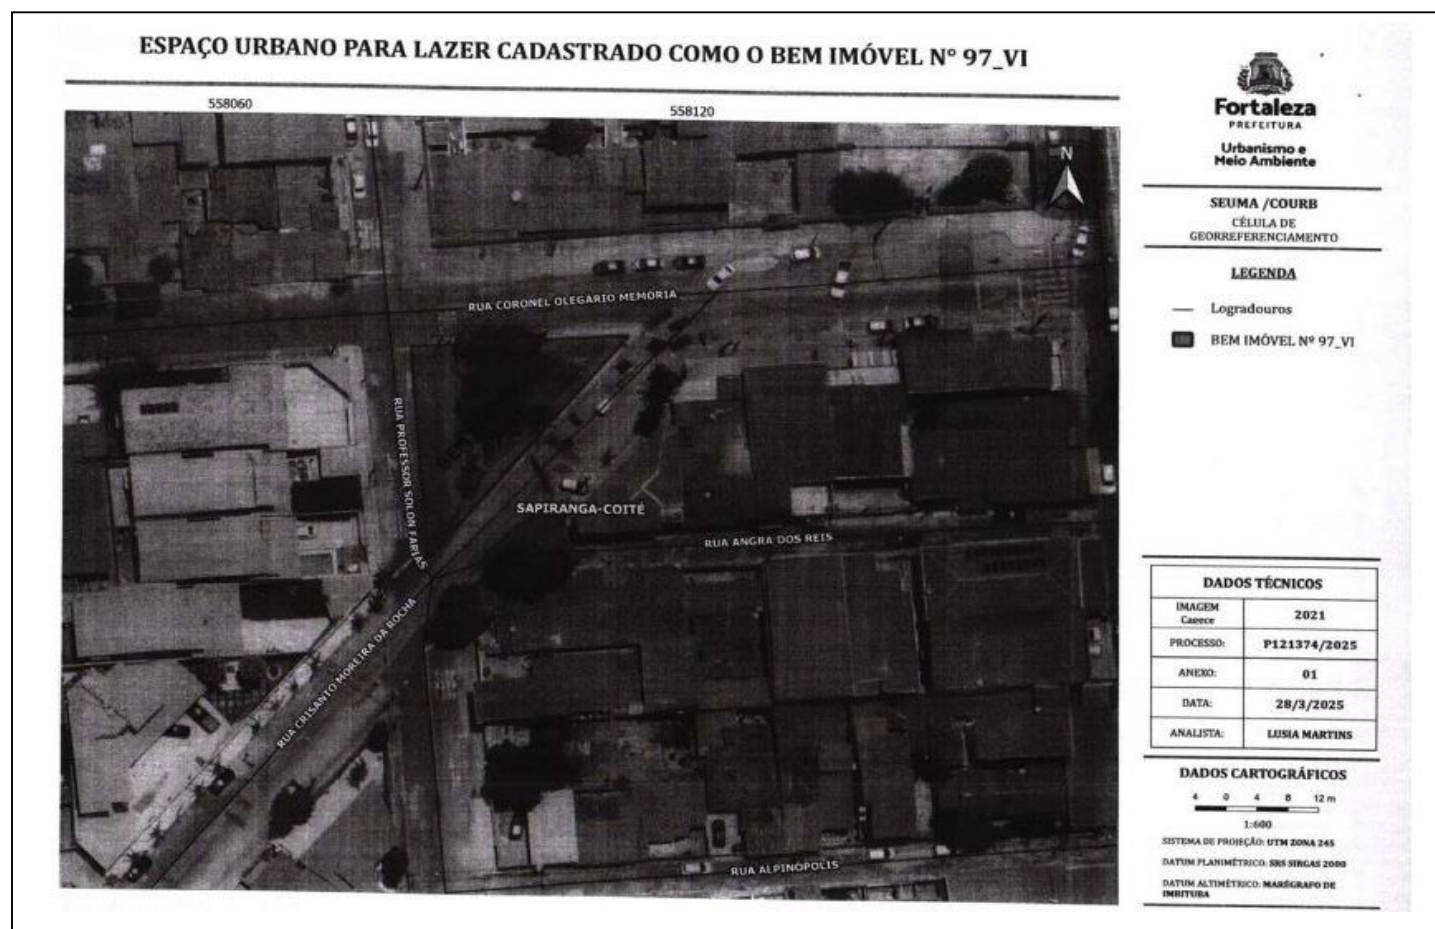 ESPAÇO URBANO PARA LAZER CADASTRADO COMO O BEM IMÓVEL N° 97_VI
558060
558120
N
RUA CORONEL OLEGÁRIO MEMÓRIA
RUA PROFESSOR SOLON FARIAS
SAPIRANGA-COITÉ
RUA ANGRA DOS REIS
RUA CRISANTO MOREIRA DA ROCHA
RUA ALPINÓPOLIS
Fortaleza
PREFEITURA
Urbanismo e
Meio Ambiente
SEUMA /COURB
CÉLULA DE
GEORREFERENCIAMENTO
LEGENDA
Logradouros
BEM IMÓVEL Nº 97_VI
DADOS TÉCNICOS
IMAGEM Cagece 2021
PROCESSO: P121374/2025
ANEXO: 01
DATA: 28/3/2025
ANALISTA: LUSIA MARTINS
DADOS CARTOGRÁFICOS
4 0 4 8 12 m
1:600
SISTEMA DE PROJEÇÃO: UTM ZONA 24S
DATUM PLANIMÉTRICO: SRS SIRGAS 2000
DATUM ALTIMÉTRICO: MARÉGRAFO DE
IMBITUBA